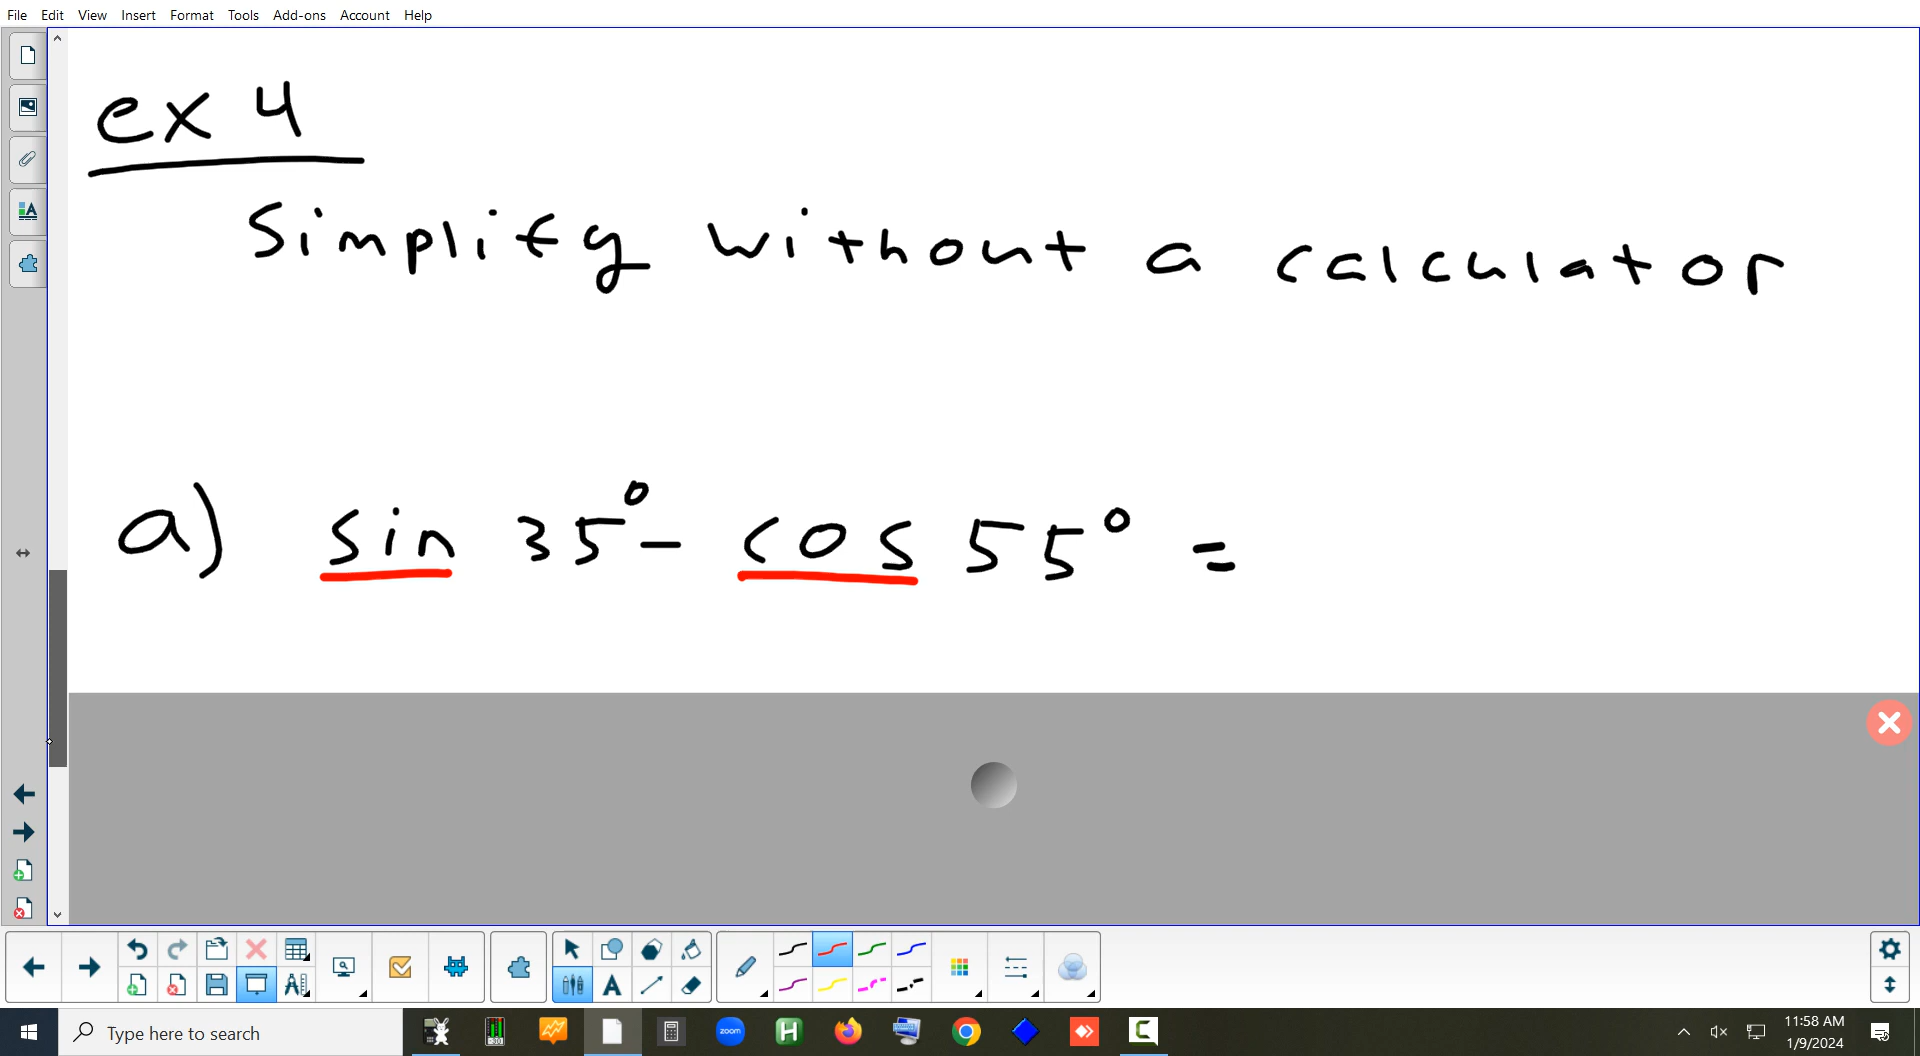 File Edit View Insert Format Tools Add-ons Account Help
ex 4
Simplify without a calculator
a) sin 35° - cos 55° =
Type here to search
zoom
11:58 AM
1/9/2024